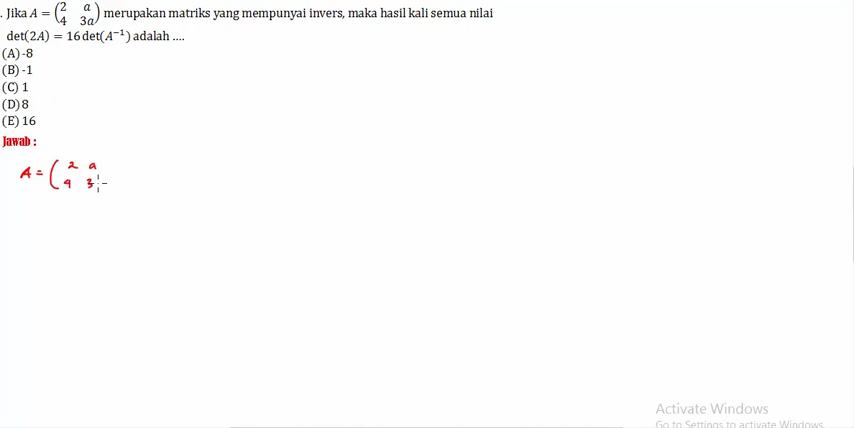 . Jika A = (2 a
4 3a) merupakan matriks yang mempunyai invers, maka hasil kali semua nilai
det(2A) = 16 det(A⁻¹) adalah ....
(A) -8
(B) -1
(C) 1
(D) 8
(E) 16
Jawab :
A = ( 2 a
4 3
Activate Windows
Go to Settings to activate Windows.